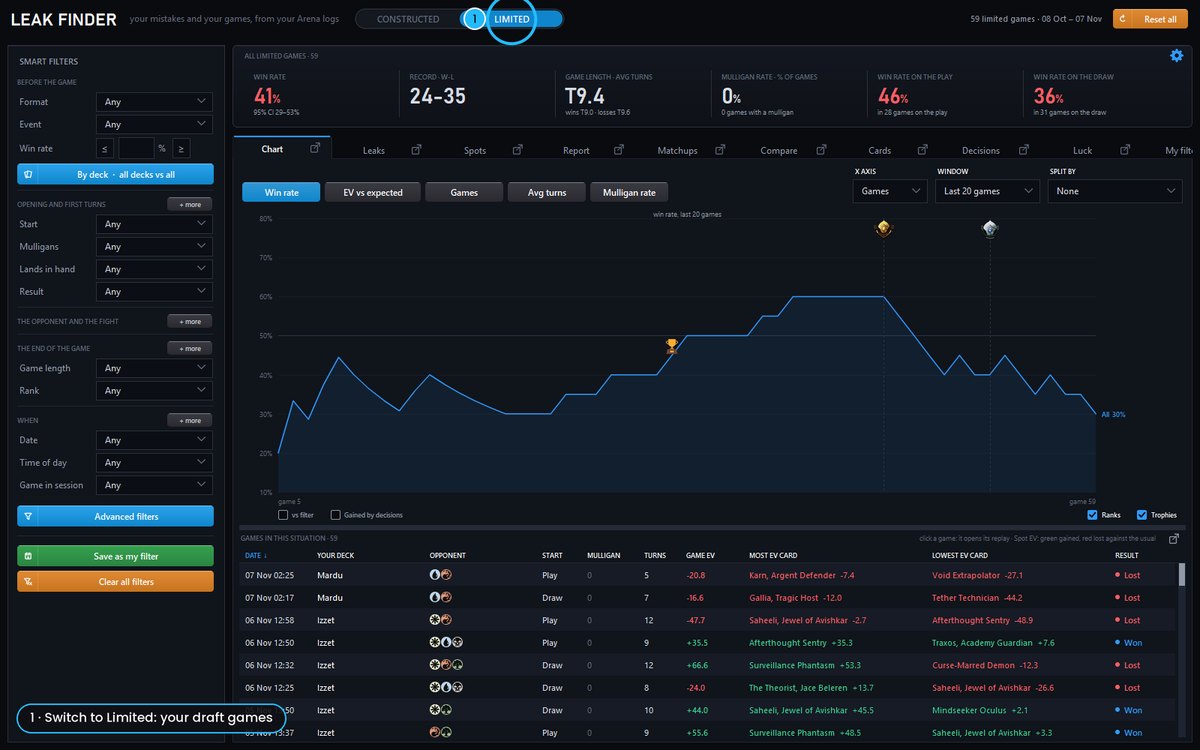 LEAK FINDER your mistakes and your games, from your Arena logs
CONSTRUCTED 1 LIMITED
59 limited games · 08 Oct – 07 Nov
Reset all
SMART FILTERS
BEFORE THE GAME
Format Any
Event Any
Win rate ≤ % ≥
By deck · all decks vs all
OPENING AND FIRST TURNS + more
Start Any
Mulligans Any
Lands in hand Any
Result Any
THE OPPONENT AND THE FIGHT + more
THE END OF THE GAME + more
Game length Any
Rank Any
WHEN + more
Date Any
Time of day Any
Game in session Any
Advanced filters
Save as my filter
Clear all filters
ALL LIMITED GAMES · 59
WIN RATE
41%
95% CI 29–53%
RECORD · W-L
24-35
GAME LENGTH · AVG TURNS
T9.4
wins T9.0 · losses T9.6
MULLIGAN RATE · % OF GAMES
0%
0 games with a mulligan
WIN RATE ON THE PLAY
46%
in 28 games on the play
WIN RATE ON THE DRAW
36%
in 31 games on the draw
Chart Leaks Spots Report Matchups Compare Cards Decisions Luck My filt
Win rate EV vs expected Games Avg turns Mulligan rate
X AXIS
Games
WINDOW
Last 20 games
SPLIT BY
None
win rate, last 20 games
80%
70%
60%
50%
40%
30%
20%
10%
All 30%
game 5 game 59
vs filter Gained by decisions Ranks Trophies
GAMES IN THIS SITUATION · 59 click a game: it opens its replay · Spot EV: green gained, red lost against the usual
DATE ↓ YOUR DECK OPPONENT START MULLIGAN TURNS GAME EV MOST EV CARD LOWEST EV CARD RESULT
07 Nov 02:25 Mardu Play 0 5 -20.8 Karn, Argent Defender -7.4 Void Extrapolator -27.1 Lost
07 Nov 02:17 Mardu Draw 0 7 -16.6 Gallia, Tragic Host -12.0 Tether Technician -44.2 Lost
06 Nov 12:58 Izzet Play 0 12 -47.7 Saheeli, Jewel of Avishkar -2.7 Afterthought Sentry -48.9 Lost
06 Nov 12:50 Izzet Play 0 9 +35.5 Afterthought Sentry +35.3 Traxos, Academy Guardian +7.6 Won
06 Nov 12:32 Izzet Draw 0 12 +66.6 Surveillance Phantasm +53.3 Curse-Marred Demon -12.3 Lost
06 Nov 12:25 Izzet Draw 0 8 -24.0 The Theorist, Jace Beleren +13.7 Saheeli, Jewel of Avishkar -26.6 Lost
Izzet Draw 0 10 +44.0 Saheeli, Jewel of Avishkar +45.5 Mindseeker Oculus +2.1 Won
13:37 Izzet Play 0 9 +55.6 Surveillance Phantasm +48.5 Saheeli, Jewel of Avishkar +3.3 Won
1 · Switch to Limited: your draft games